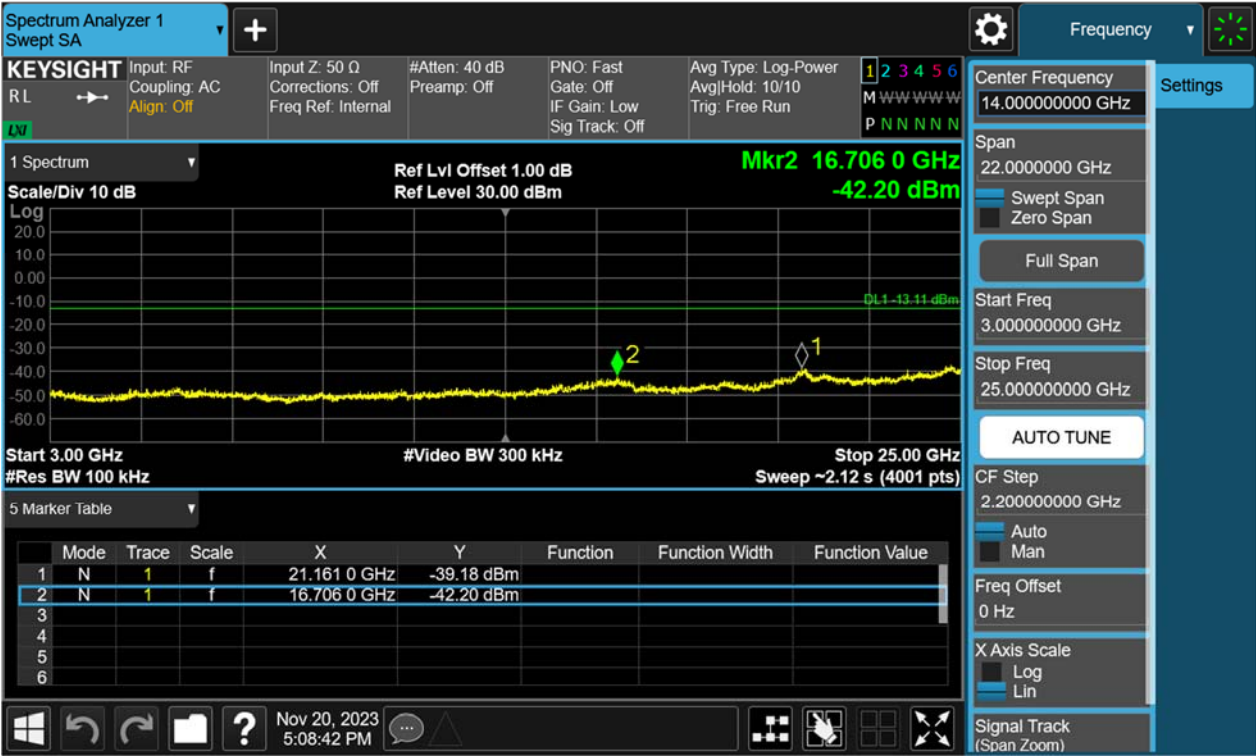 Spectrum Analyzer 1
Swept SA
Frequency
KEYSIGHT
R L
LXI
Input: RF
Coupling: AC
Align: Off
Input Z: 50 Ω
Corrections: Off
Freq Ref: Internal
#Atten: 40 dB
Preamp: Off
PNO: Fast
Gate: Off
IF Gain: Low
Sig Track: Off
Avg Type: Log-Power
Avg|Hold: 10/10
Trig: Free Run
1 2 3 4 5 6
M W W W W W
P N N N N N
1 Spectrum
Ref Lvl Offset 1.00 dB
Mkr2 16.706 0 GHz
Scale/Div 10 dB
Ref Level 30.00 dBm
-42.20 dBm
Log
20.0
10.0
0.00
-10.0
DL1 -13.11 dBm
-20.0
-30.0
2
1
-40.0
-50.0
-60.0
Start 3.00 GHz
#Video BW 300 kHz
Stop 25.00 GHz
#Res BW 100 kHz
Sweep ~2.12 s (4001 pts)
5 Marker Table
Mode Trace Scale X Y Function Function Width Function Value
1 N 1 f 21.161 0 GHz -39.18 dBm
2 N 1 f 16.706 0 GHz -42.20 dBm
3
4
5
6
Nov 20, 2023
5:08:42 PM
Center Frequency
14.000000000 GHz
Settings
Span
22.0000000 GHz
Swept Span
Zero Span
Full Span
Start Freq
3.000000000 GHz
Stop Freq
25.000000000 GHz
AUTO TUNE
CF Step
2.200000000 GHz
Auto
Man
Freq Offset
0 Hz
X Axis Scale
Log
Lin
Signal Track
(Span Zoom)